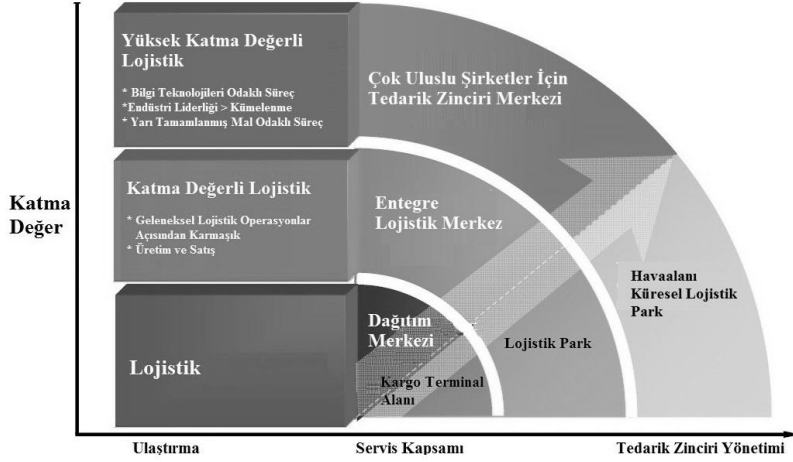 Yüksek Katma Değerli
Lojistik
* Bilgi Teknolojileri Odaklı Süreç
*Endüstri Liderliği > Kümelenme
* Yarı Tamamlanmış Mal Odaklı Süreç
Çok Uluslu Şirketler İçin
Tedarik Zinciri Merkezi
Katma
Değer
Katma Değerli Lojistik
* Geleneksel Lojistik Operasyonlar
Açısından Karmaşık
* Üretim ve Satış
Entegre
Lojistik Merkez
Havaalanı
Küresel Lojistik
Park
Lojistik
Dağıtım
Merkezi
Kargo Terminal
Alanı
Lojistik Park
Ulaştırma
Servis Kapsamı
Tedarik Zinciri Yönetimi